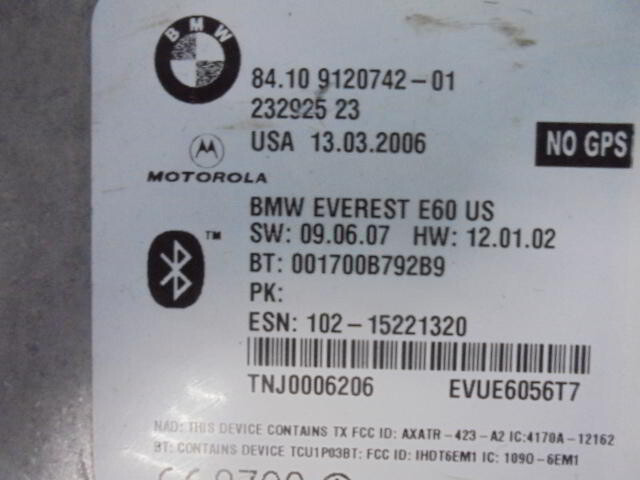 BMW
84.10 9120742-01
232925 23
USA 13.03.2006
NO GPS
MOTOROLA
BMW EVEREST E60 US
SW: 09.06.07 HW: 12.01.02
TM
BT: 001700B792B9
PK:
ESN: 102-15221320
TNJ0006206 EVUE6056T7
NAD: THIS DEVICE CONTAINS TX FCC ID: AXATR-423-A2 IC:4170A-12162
BT: CONTAINS DEVICE TCU1P03BT: FCC ID: IHDT6EM1 IC: 1090-6EM1